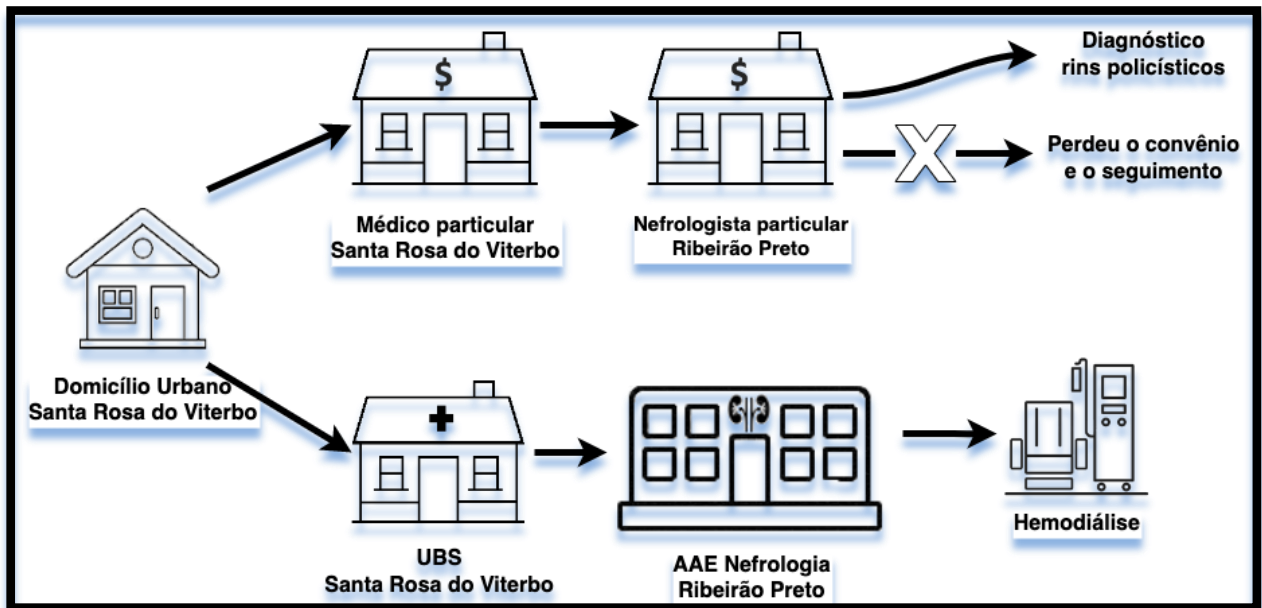 $
$
Diagnóstico
rins policísticos
X
Perdeu o convênio
e o seguimento
Médico particular
Santa Rosa do Viterbo
Nefrologista particular
Ribeirão Preto
Domicílio Urbano
Santa Rosa do Viterbo
UBS
Santa Rosa do Viterbo
AAE Nefrologia
Ribeirão Preto
Hemodiálise